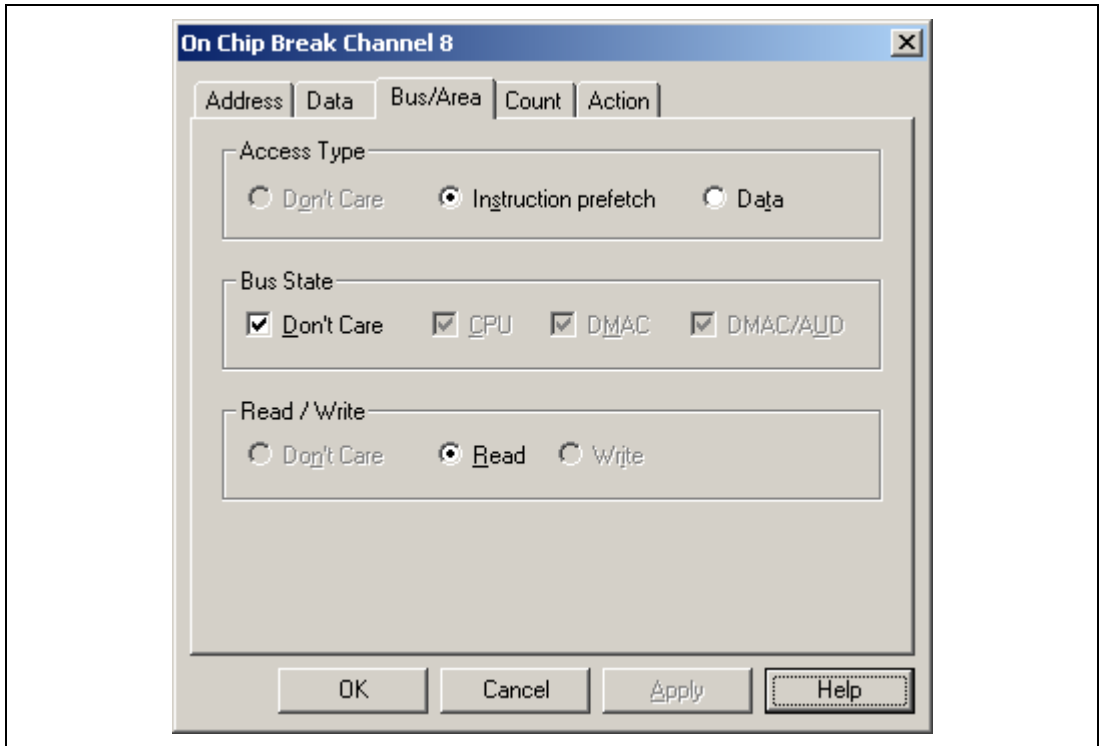 On Chip Break Channel 8
Address Data Bus/Area Count Action
Access Type
Don't Care Instruction prefetch Data
Bus State
Don't Care CPU DMAC DMAC/AUD
Read / Write
Don't Care Read Write
OK Cancel Apply Help